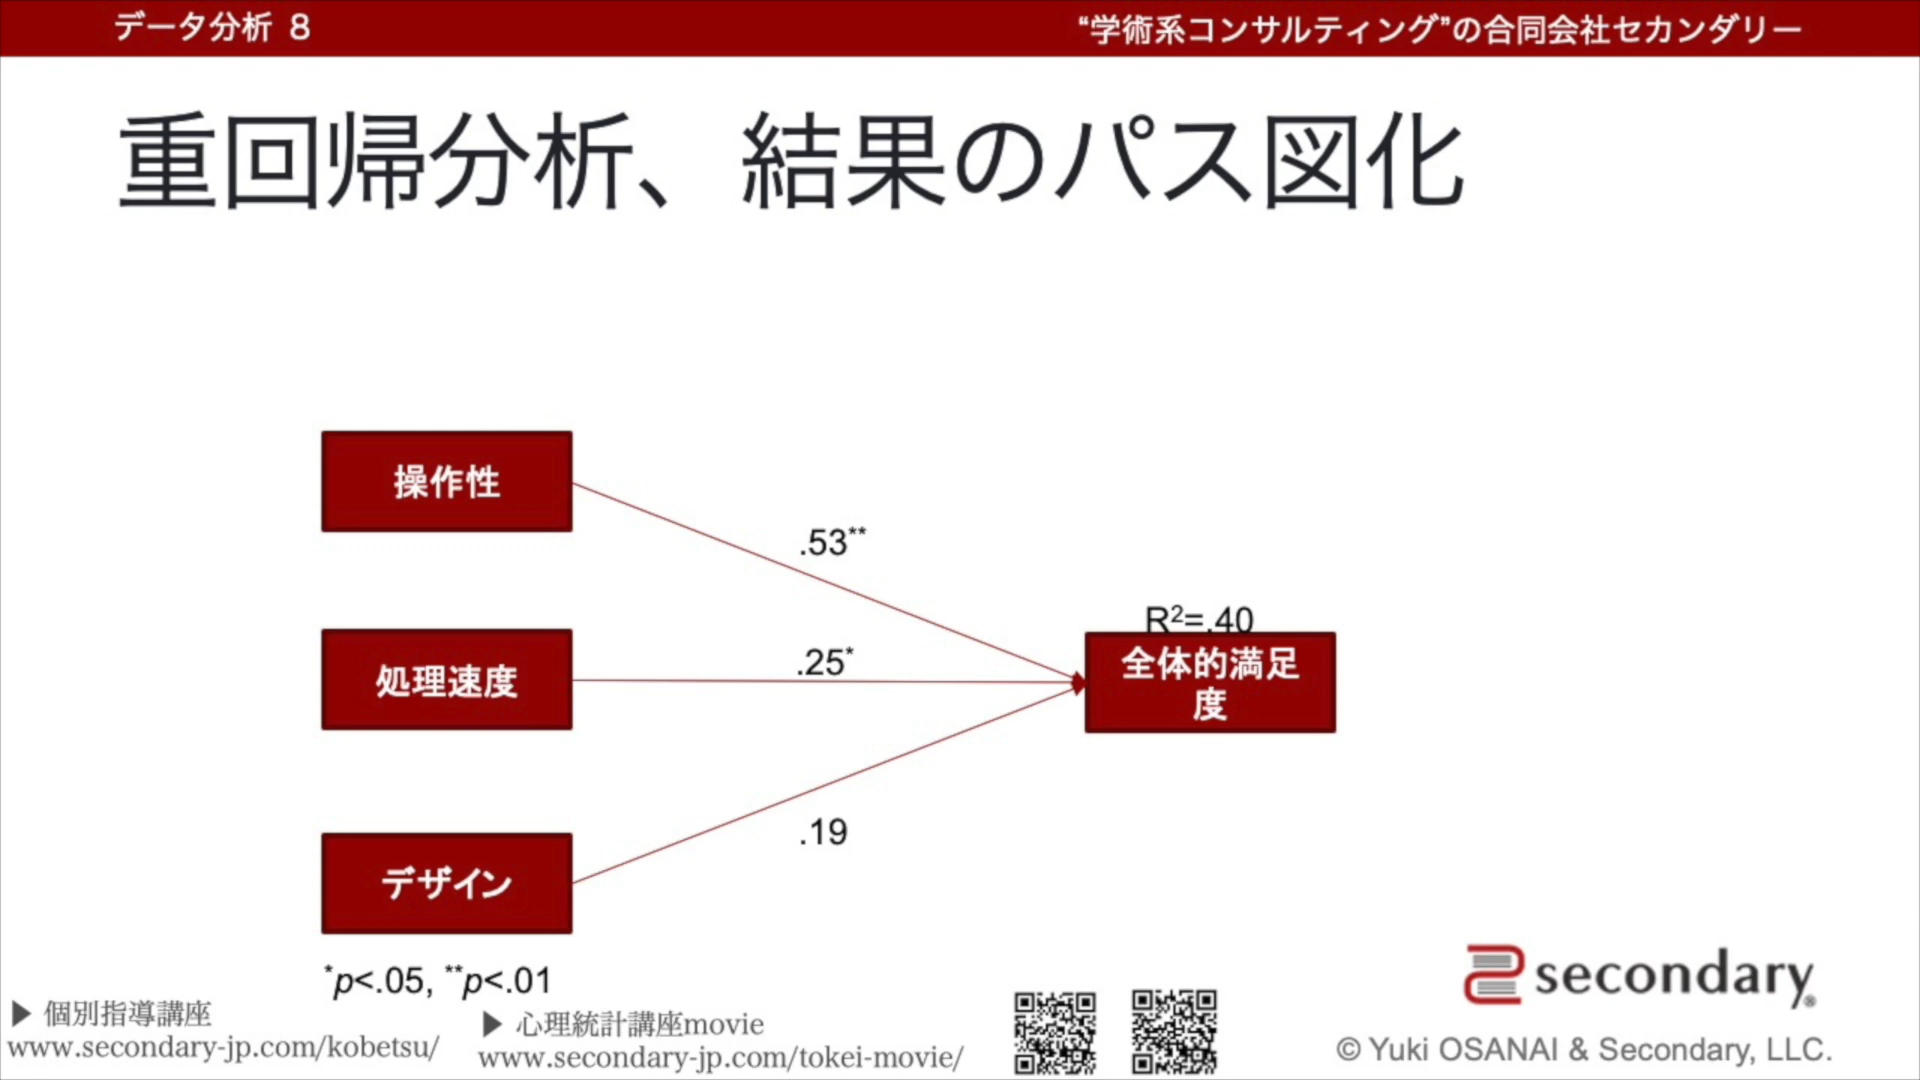 データ分析 8
“学術系コンサルティング”の合同会社セカンダリー
重回帰分析、結果のパス図化
操作性
.53**
R²=.40
処理速度
.25*
全体的満足
度
.19
デザイン
*p<.05, **p<.01
▶ 個別指導講座
www.secondary-jp.com/kobetsu/
▶ 心理統計講座movie
www.secondary-jp.com/tokei-movie/
secondary®
© Yuki OSANAI & Secondary, LLC.